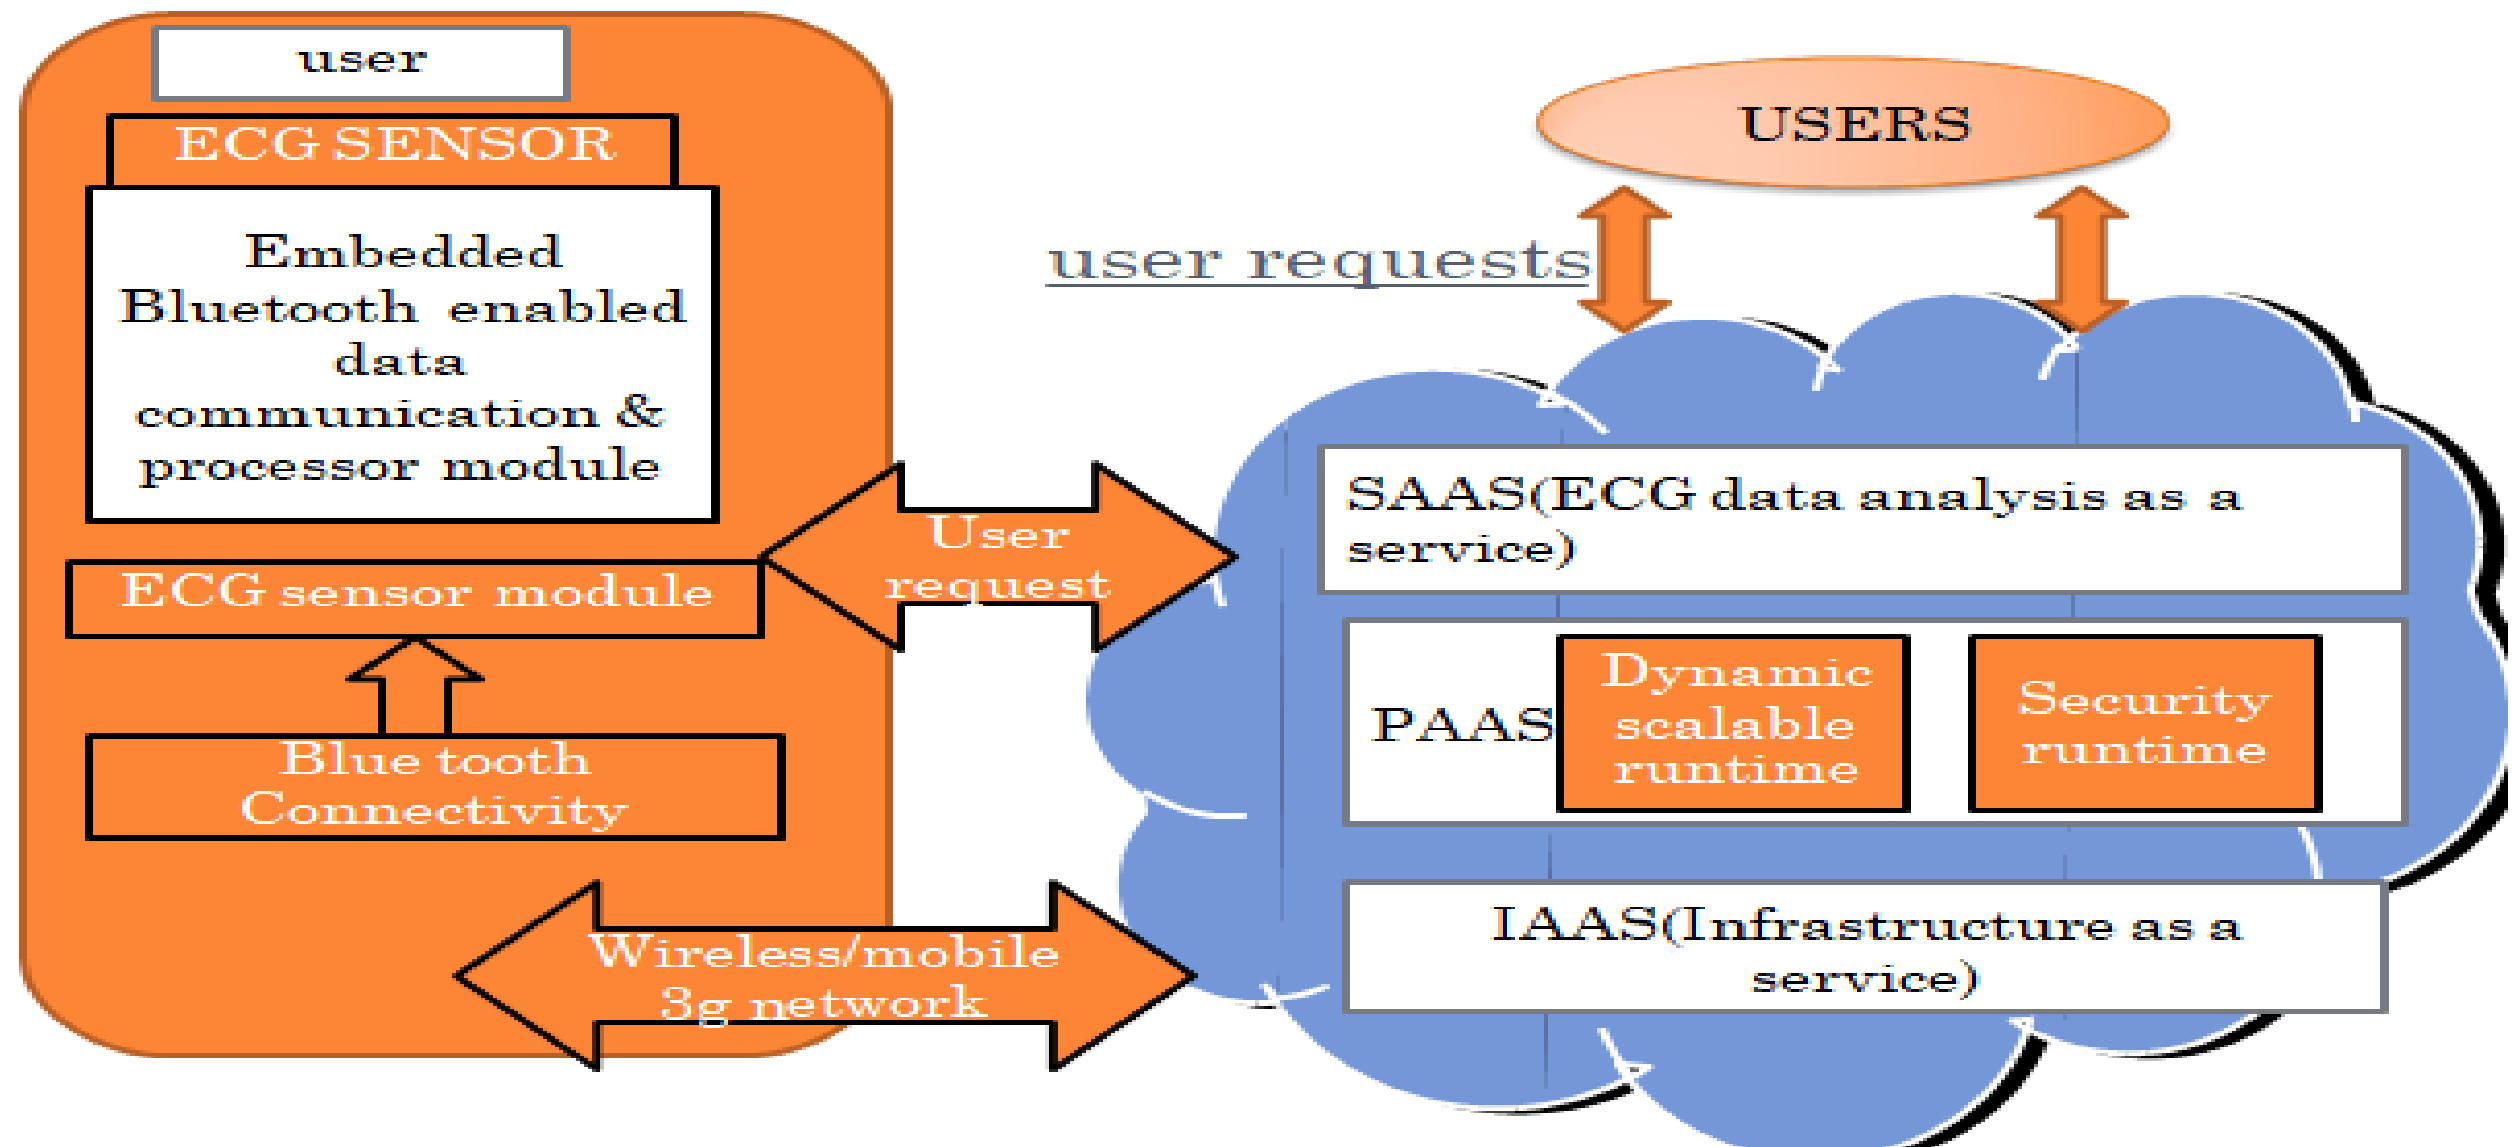 user
ECG SENSOR
Embedded
Bluetooth enabled
data
communication &
processor module
ECG sensor module
Blue tooth
Connectivity
User
request
Wireless/mobile
3g network
USERS
user requests
SAAS(ECG data analysis as a
service)
PAAS
Dynamic
scalable
runtime
Security
runtime
IAAS(Infrastructure as a
service)